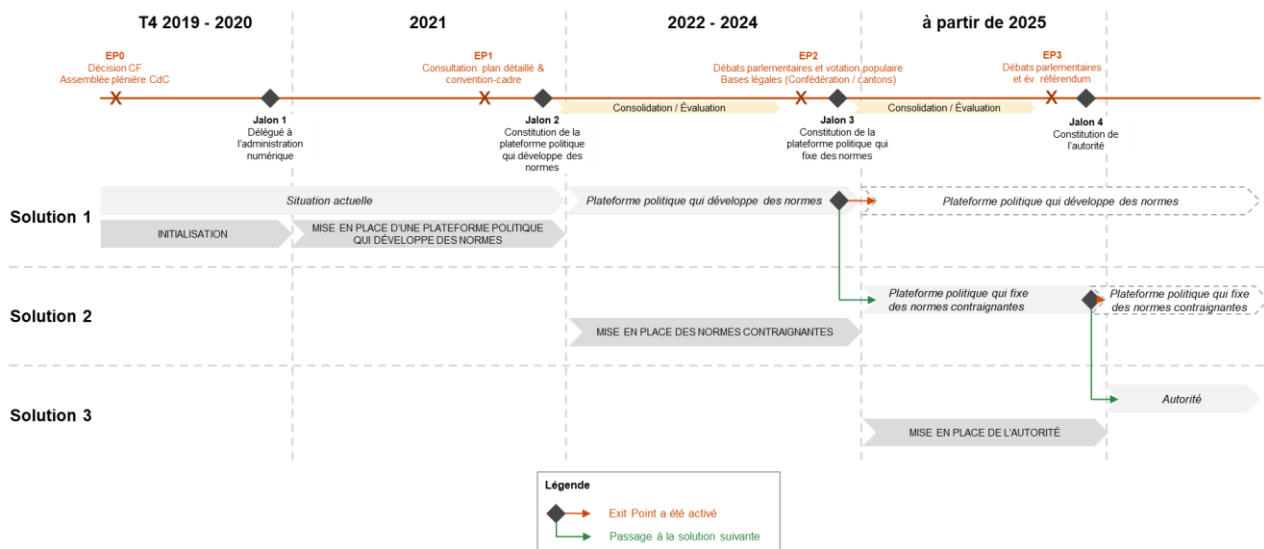 T4 2019 - 2020
2021
2022 - 2024
à partir de 2025
EP0
Décision CF
Assemblée plénière CdC
EP1
Consultation: plan détaillé &
convention-cadre
EP2
Débats parlementaires et votation populaire
Bases légales (Confédération / cantons)
EP3
Débats parlementaires
et év. référendum
Consolidation / Évaluation
Consolidation / Évaluation
Jalon 1
Délégué à
l'administration
numérique
Jalon 2
Constitution de la
plateforme politique
qui développe des
normes
Jalon 3
Constitution de la
plateforme politique qui
fixe des normes
Jalon 4
Constitution de
l'autorité
Solution 1
Situation actuelle
Plateforme politique qui développe des normes
Plateforme politique qui développe des normes
INITIALISATION
MISE EN PLACE D'UNE PLATEFORME POLITIQUE
QUI DÉVELOPPE DES NORMES
Solution 2
Plateforme politique qui fixe
des normes contraignantes
Plateforme politique qui fixe
des normes contraignantes
MISE EN PLACE DES NORMES CONTRAIGNANTES
Solution 3
Autorité
MISE EN PLACE DE L'AUTORITÉ
Légende
Exit Point a été activé
Passage à la solution suivante